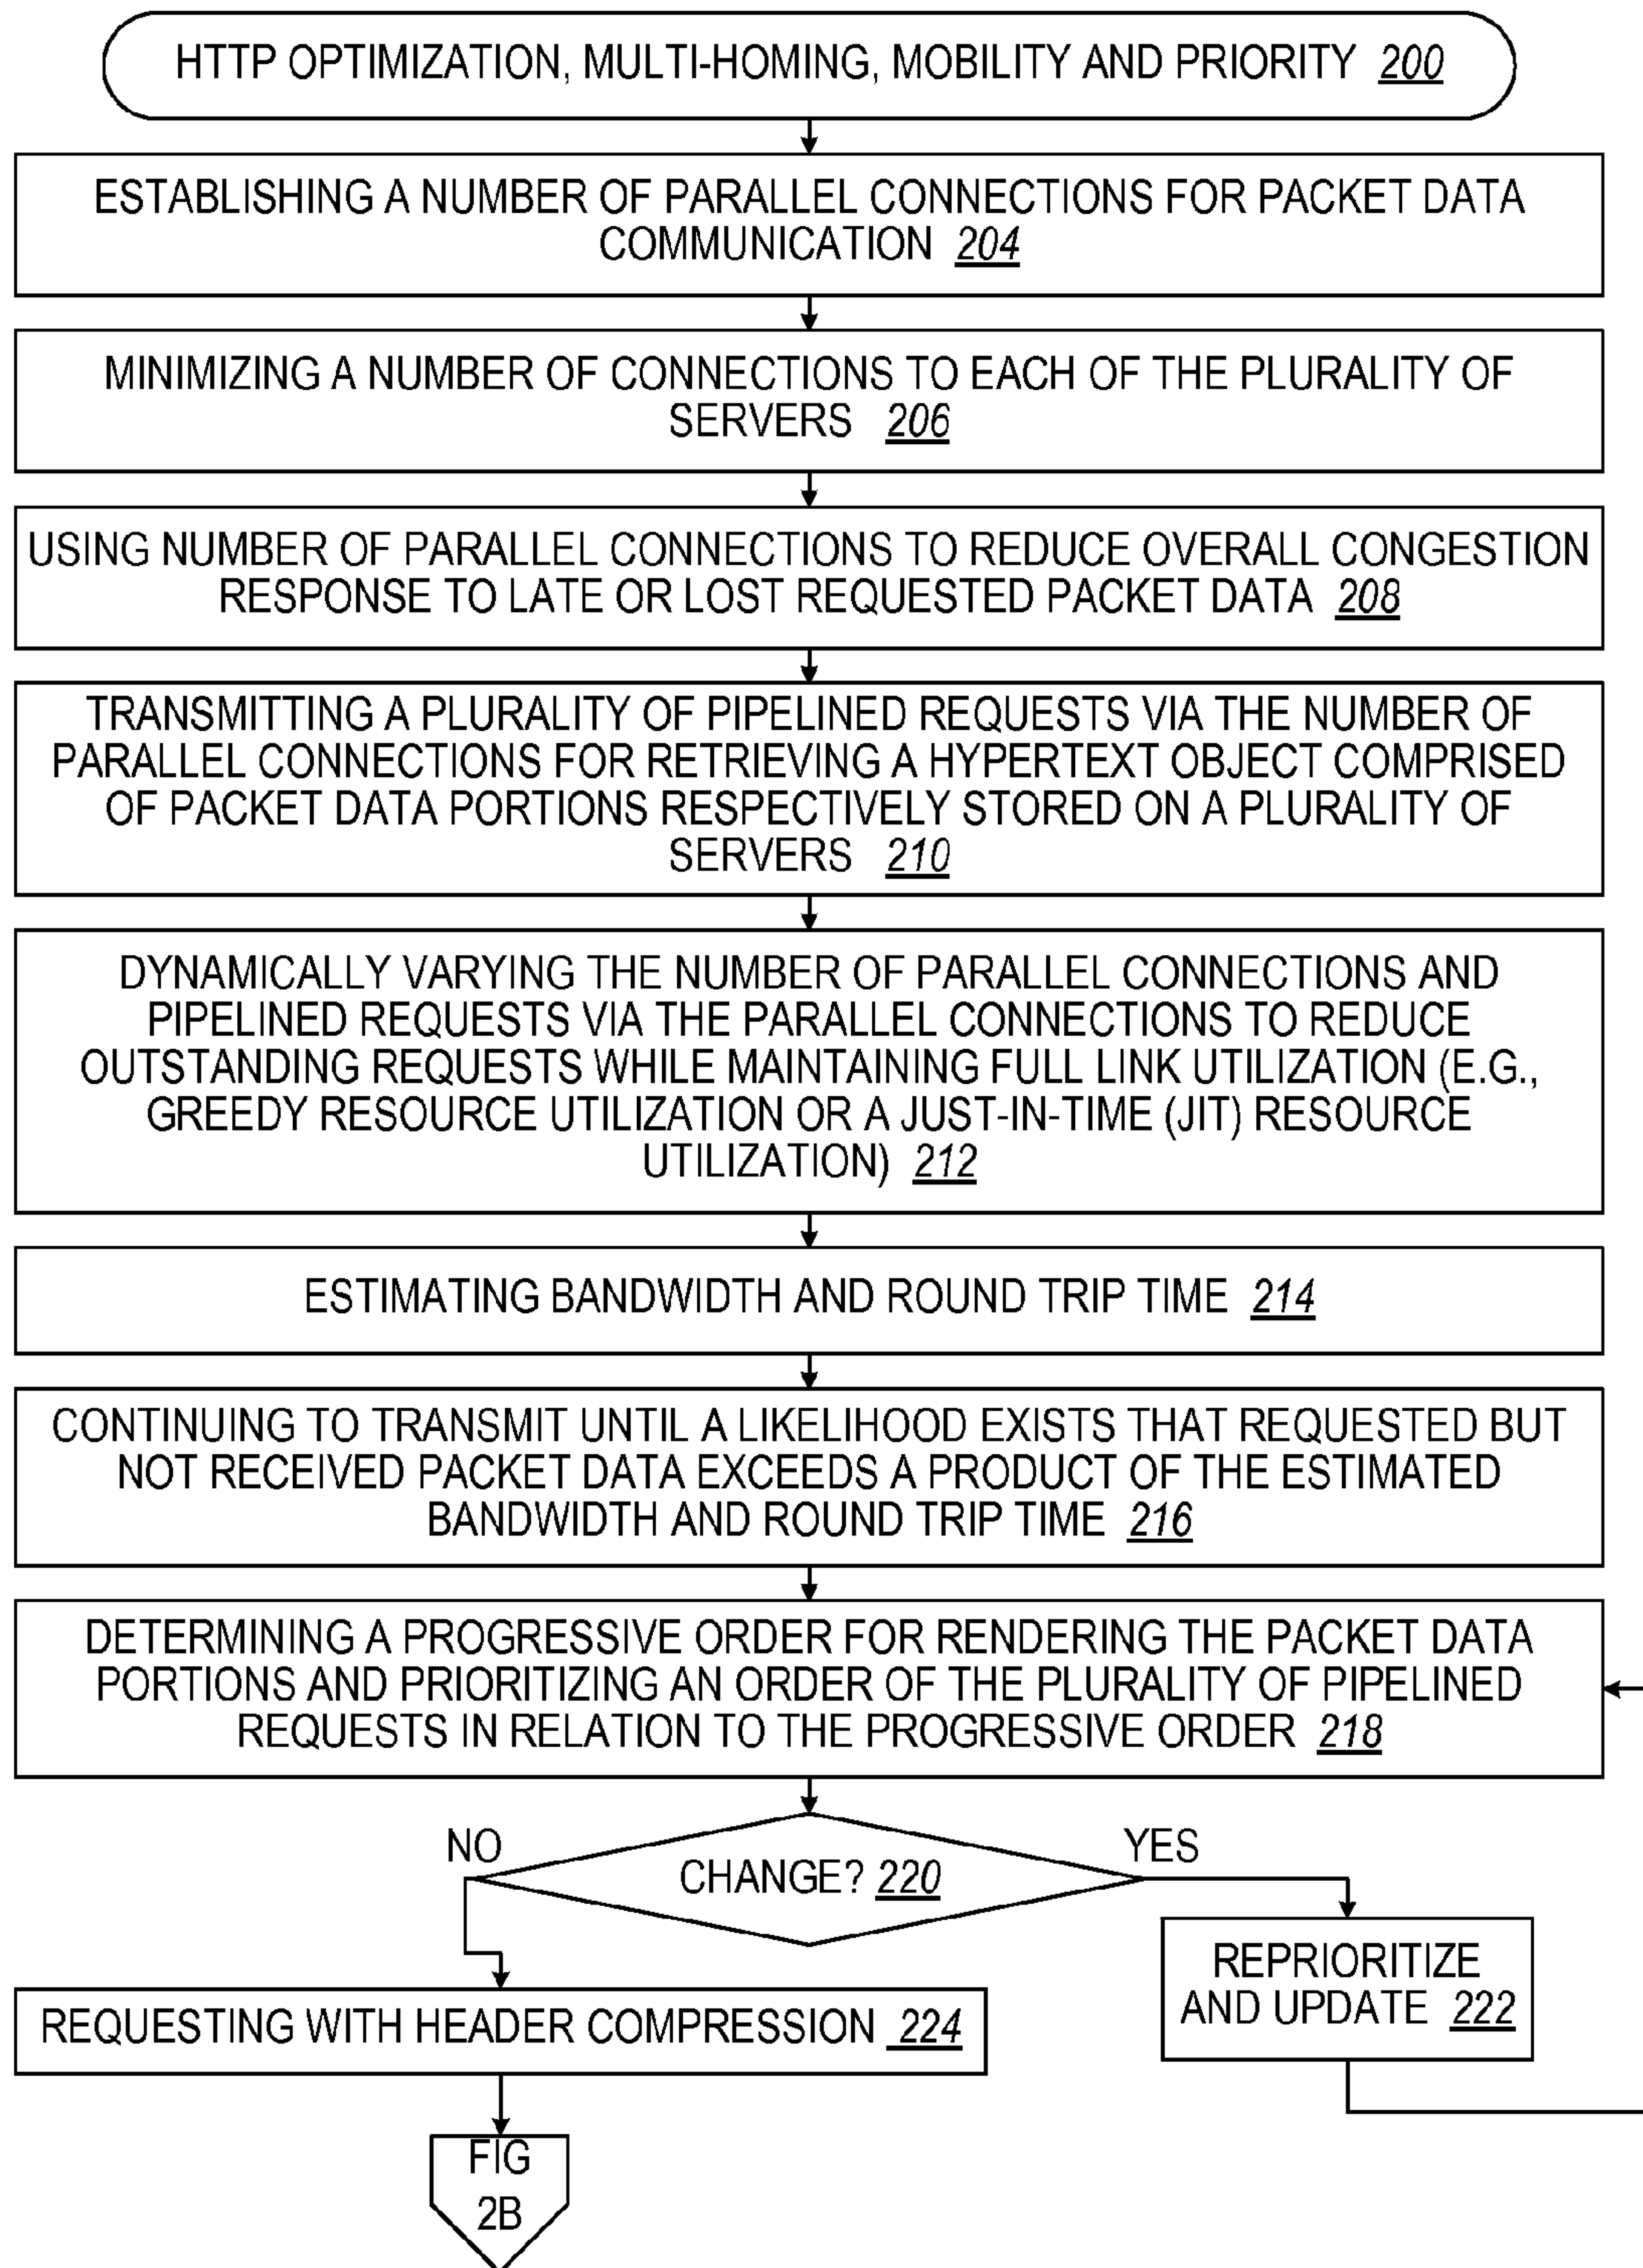 HTTP OPTIMIZATION, MULTI-HOMING, MOBILITY AND PRIORITY 200
ESTABLISHING A NUMBER OF PARALLEL CONNECTIONS FOR PACKET DATA
COMMUNICATION 204
MINIMIZING A NUMBER OF CONNECTIONS TO EACH OF THE PLURALITY OF
SERVERS 206
USING NUMBER OF PARALLEL CONNECTIONS TO REDUCE OVERALL CONGESTION
RESPONSE TO LATE OR LOST REQUESTED PACKET DATA 208
TRANSMITTING A PLURALITY OF PIPELINED REQUESTS VIA THE NUMBER OF
PARALLEL CONNECTIONS FOR RETRIEVING A HYPERTEXT OBJECT COMPRISED
OF PACKET DATA PORTIONS RESPECTIVELY STORED ON A PLURALITY OF
SERVERS 210
DYNAMICALLY VARYING THE NUMBER OF PARALLEL CONNECTIONS AND
PIPELINED REQUESTS VIA THE PARALLEL CONNECTIONS TO REDUCE
OUTSTANDING REQUESTS WHILE MAINTAINING FULL LINK UTILIZATION (E.G.,
GREEDY RESOURCE UTILIZATION OR A JUST-IN-TIME (JIT) RESOURCE
UTILIZATION) 212
ESTIMATING BANDWIDTH AND ROUND TRIP TIME 214
CONTINUING TO TRANSMIT UNTIL A LIKELIHOOD EXISTS THAT REQUESTED BUT
NOT RECEIVED PACKET DATA EXCEEDS A PRODUCT OF THE ESTIMATED
BANDWIDTH AND ROUND TRIP TIME 216
DETERMINING A PROGRESSIVE ORDER FOR RENDERING THE PACKET DATA
PORTIONS AND PRIORITIZING AN ORDER OF THE PLURALITY OF PIPELINED
REQUESTS IN RELATION TO THE PROGRESSIVE ORDER 218
NO
YES
CHANGE? 220
REPRIORITIZE
AND UPDATE 222
REQUESTING WITH HEADER COMPRESSION 224
FIG
2B